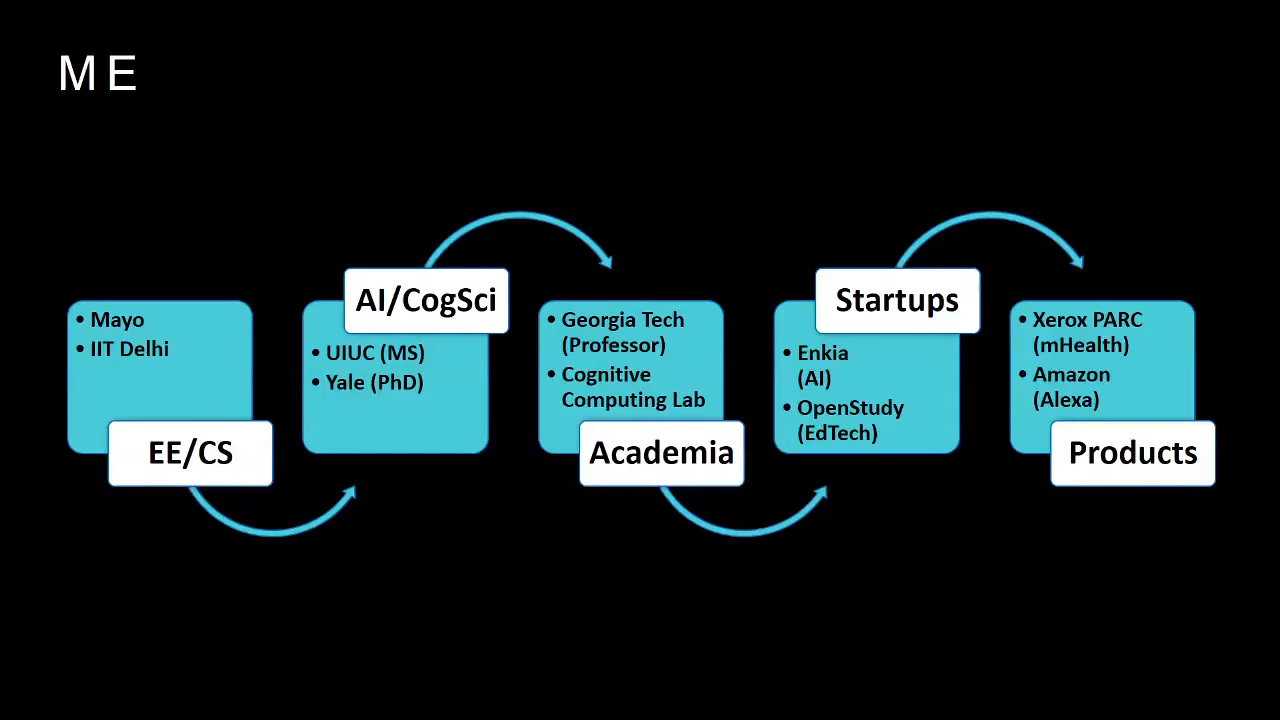 ME
• Mayo
• IIT Delhi
EE/CS
AI/CogSci
• UIUC (MS)
• Yale (PhD)
• Georgia Tech
(Professor)
• Cognitive
Computing Lab
Academia
Startups
• Enkia
(AI)
• OpenStudy
(EdTech)
• Xerox PARC
(mHealth)
• Amazon
(Alexa)
Products